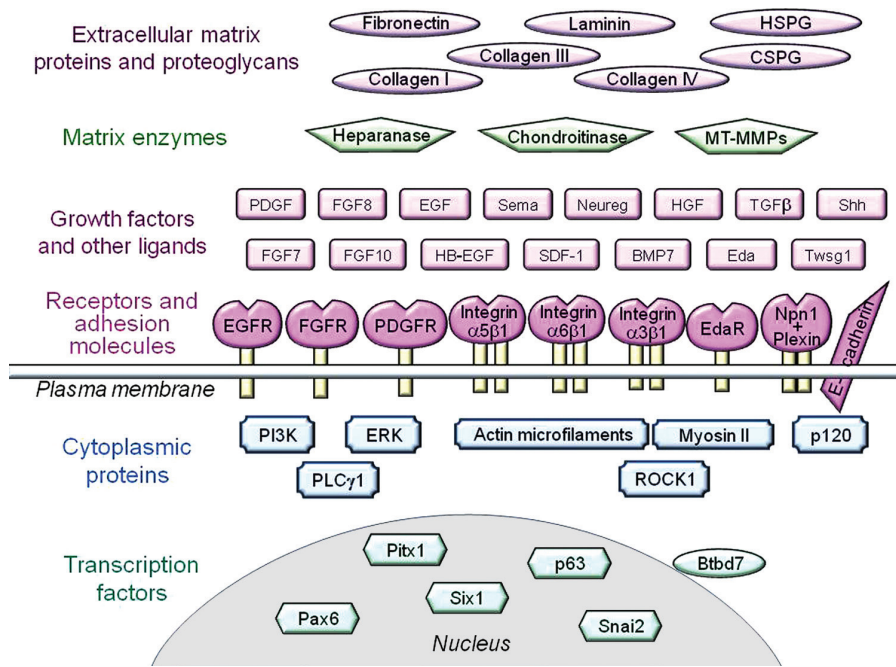 Extracellular matrix
proteins and proteoglycans
Fibronectin
Laminin
HSPG
Collagen III
CSPG
Collagen I
Collagen IV
Matrix enzymes
Heparanase
Chondroitinase
MT-MMPs
Growth factors
and other ligands
PDGF
FGF8
EGF
Sema
Neureg
HGF
TGFβ
Shh
FGF7
FGF10
HB-EGF
SDF-1
BMP7
Eda
Twsg1
Receptors and
adhesion
molecules
EGFR
FGFR
PDGFR
Integrin
α5β1
Integrin
α6β1
Integrin
α3β1
EdaR
Npn1
+
Plexin
E-cadherin
Plasma membrane
Cytoplasmic
proteins
PI3K
ERK
Actin microfilaments
Myosin II
p120
PLCγ1
ROCK1
Transcription
factors
Pitx1
p63
Btbd7
Six1
Pax6
Snai2
Nucleus